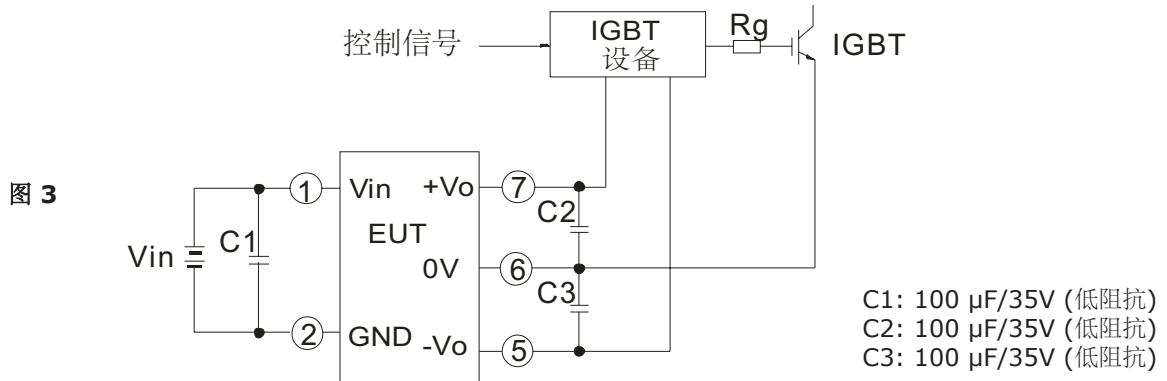 控制信号
IGBT
设备
Rg
IGBT
图 3
Vin
C1
1
Vin
+Vo
7
C2
EUT
0V
6
C3
2
GND
-Vo
5
C1: 100 µF/35V (低阻抗)
C2: 100 µF/35V (低阻抗)
C3: 100 µF/35V (低阻抗)